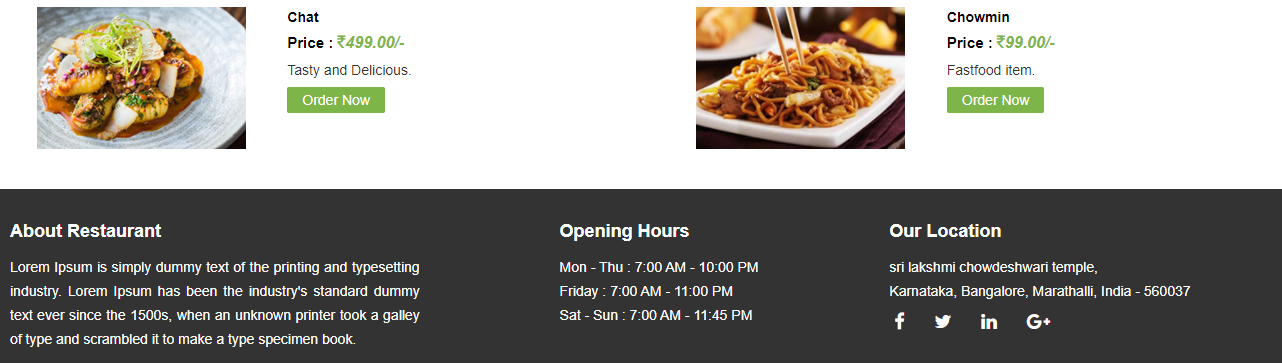 Chat
Price : ₹499.00/-
Tasty and Delicious.
Order Now
Chowmin
Price : ₹99.00/-
Fastfood item.
Order Now
About Restaurant
Lorem Ipsum is simply dummy text of the printing and typesetting
industry. Lorem Ipsum has been the industry's standard dummy
text ever since the 1500s, when an unknown printer took a galley
of type and scrambled it to make a type specimen book.
Opening Hours
Mon - Thu : 7:00 AM - 10:00 PM
Friday : 7:00 AM - 11:00 PM
Sat - Sun : 7:00 AM - 11:45 PM
Our Location
sri lakshmi chowdeshwari temple,
Karnataka, Bangalore, Marathalli, India - 560037